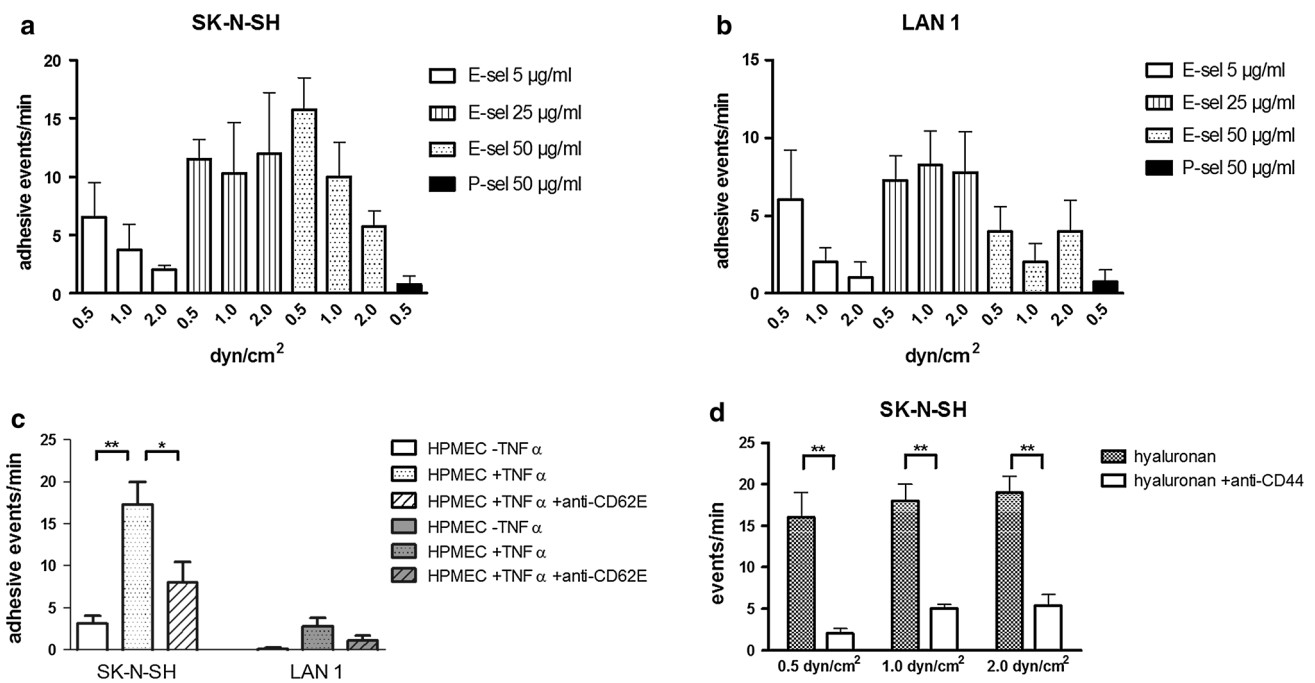 a
SK-N-SH
adhesive events/min
20
15
10
5
0
0.5
1.0
2.0
0.5
1.0
2.0
0.5
1.0
2.0
0.5
dyn/cm²
E-sel 5 µg/ml
E-sel 25 µg/ml
E-sel 50 µg/ml
P-sel 50 µg/ml
b
LAN 1
adhesive events/min
15
10
5
0
0.5
1.0
2.0
0.5
1.0
2.0
0.5
1.0
2.0
0.5
dyn/cm²
E-sel 5 µg/ml
E-sel 25 µg/ml
E-sel 50 µg/ml
P-sel 50 µg/ml
c
adhesive events/min
25
20
15
10
5
0
**
*
SK-N-SH
LAN 1
HPMEC -TNF α
HPMEC +TNF α
HPMEC +TNF α +anti-CD62E
HPMEC -TNF α
HPMEC +TNF α
HPMEC +TNF α +anti-CD62E
d
SK-N-SH
events/min
25
20
15
10
5
0
**
**
**
0.5 dyn/cm²
1.0 dyn/cm²
2.0 dyn/cm²
hyaluronan
hyaluronan +anti-CD44